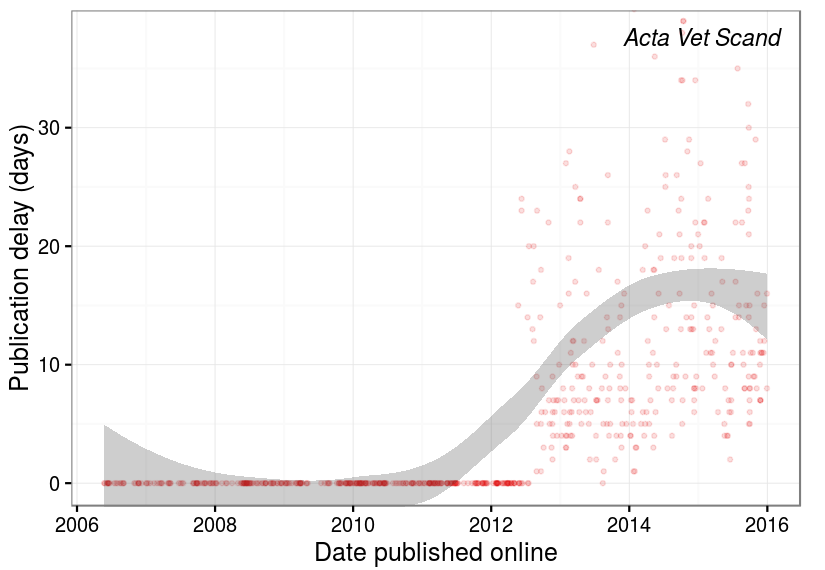 Acta Vet Scand
Publication delay (days)
30
20
10
0
2006 2008 2010 2012 2014 2016
Date published online